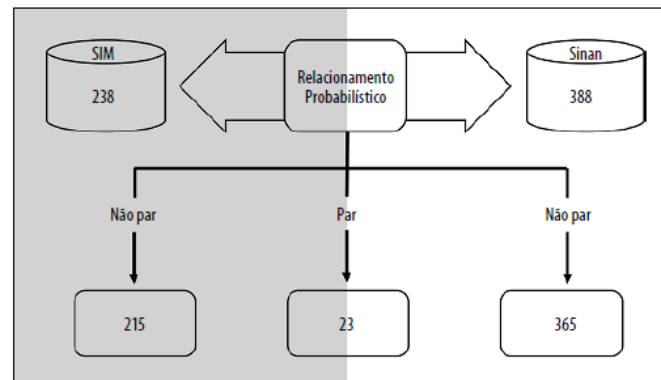 SIM
238
Relacionamento
Probabilístico
Sinan
388
Não par
Par
Não par
215
23
365